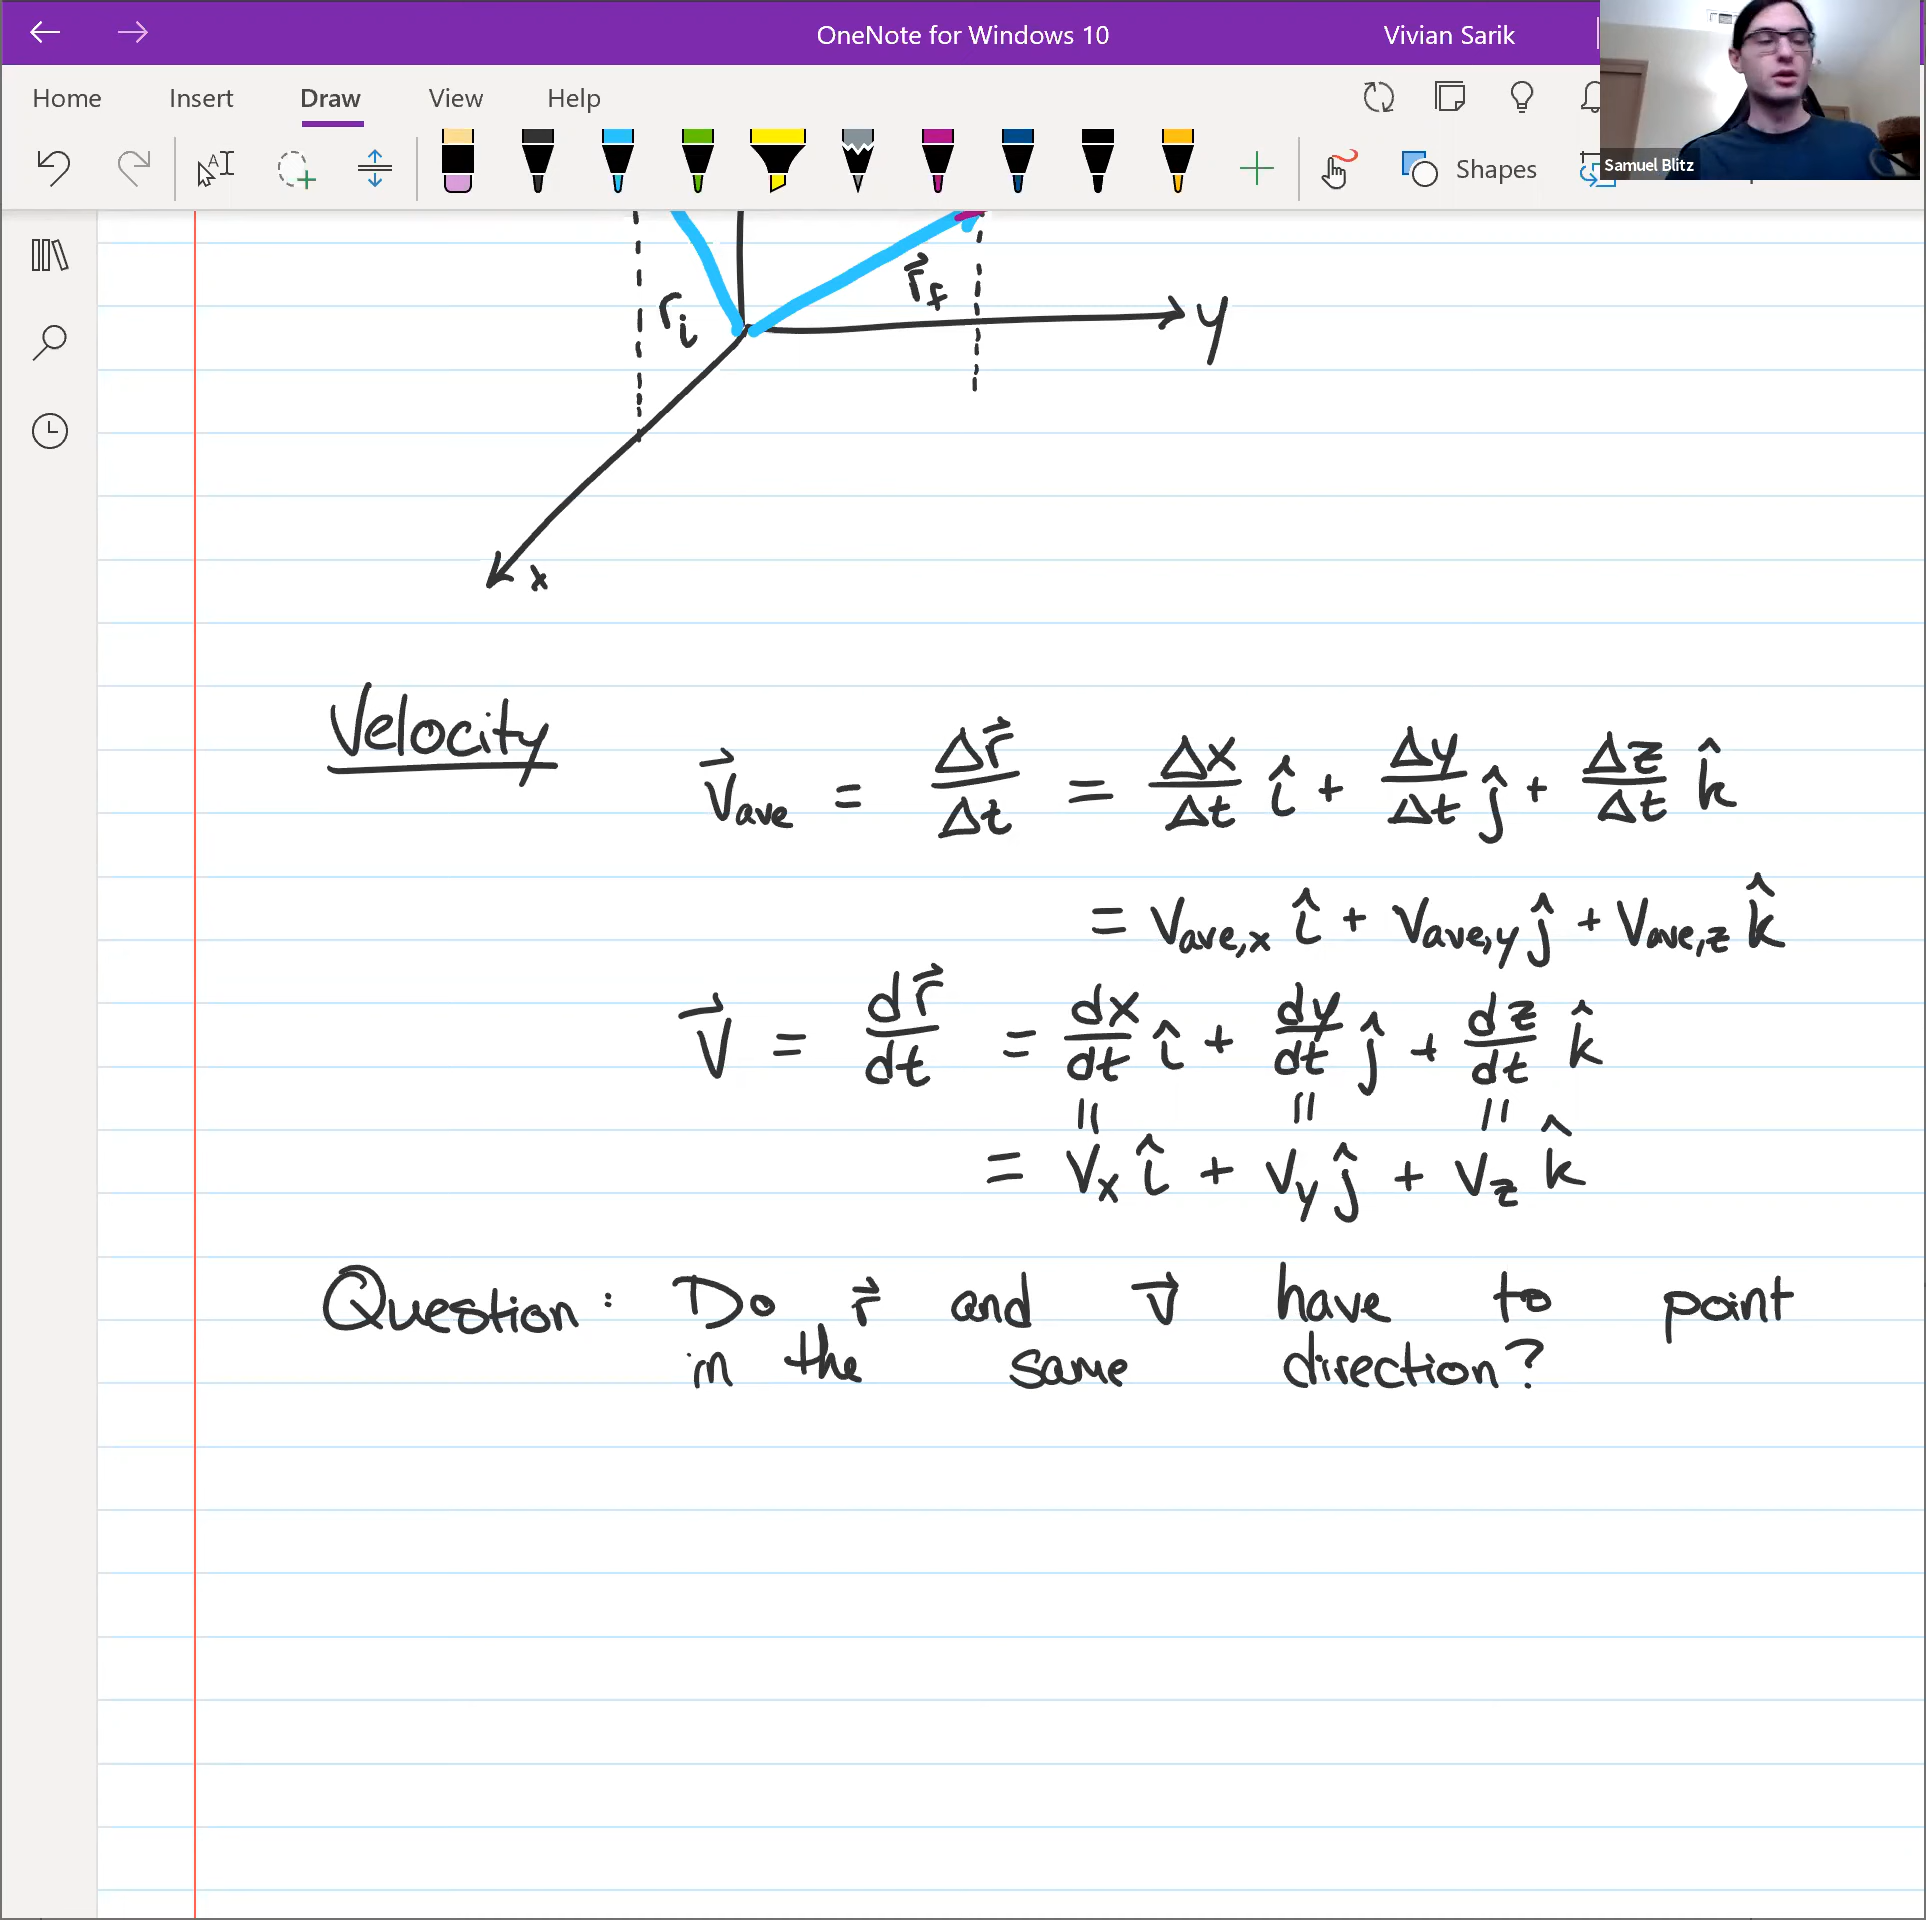 OneNote for Windows 10
Vivian Sarik
Home Insert Draw View Help
Shapes
Samuel Blitz
r⃗_f
r_i
y
x
Velocity
v⃗_ave = Δr⃗/Δt = Δx/Δt î + Δy/Δt ĵ + Δz/Δt k̂
= v_ave,x î + v_ave,y ĵ + v_ave,z k̂
v⃗ = dr⃗/dt = dx/dt î + dy/dt ĵ + dz/dt k̂
= v_x î + v_y ĵ + v_z k̂
Question: Do r⃗ and v⃗ have to point
in the same direction?